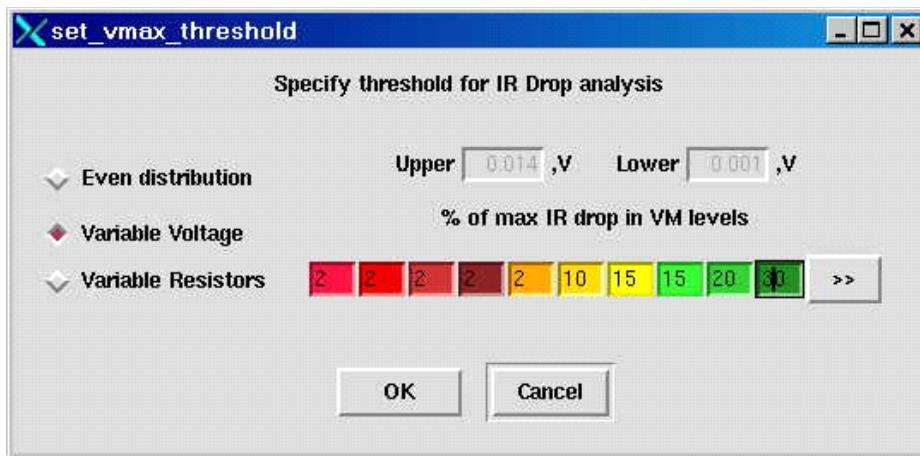 set_vmax_threshold
Specify threshold for IR Drop analysis
Upper 0.014 ,V Lower 0.001 ,V
Even distribution
% of max IR drop in VM levels
Variable Voltage
Variable Resistors 2 2 2 2 2 10 15 15 20 30 >>
OK Cancel